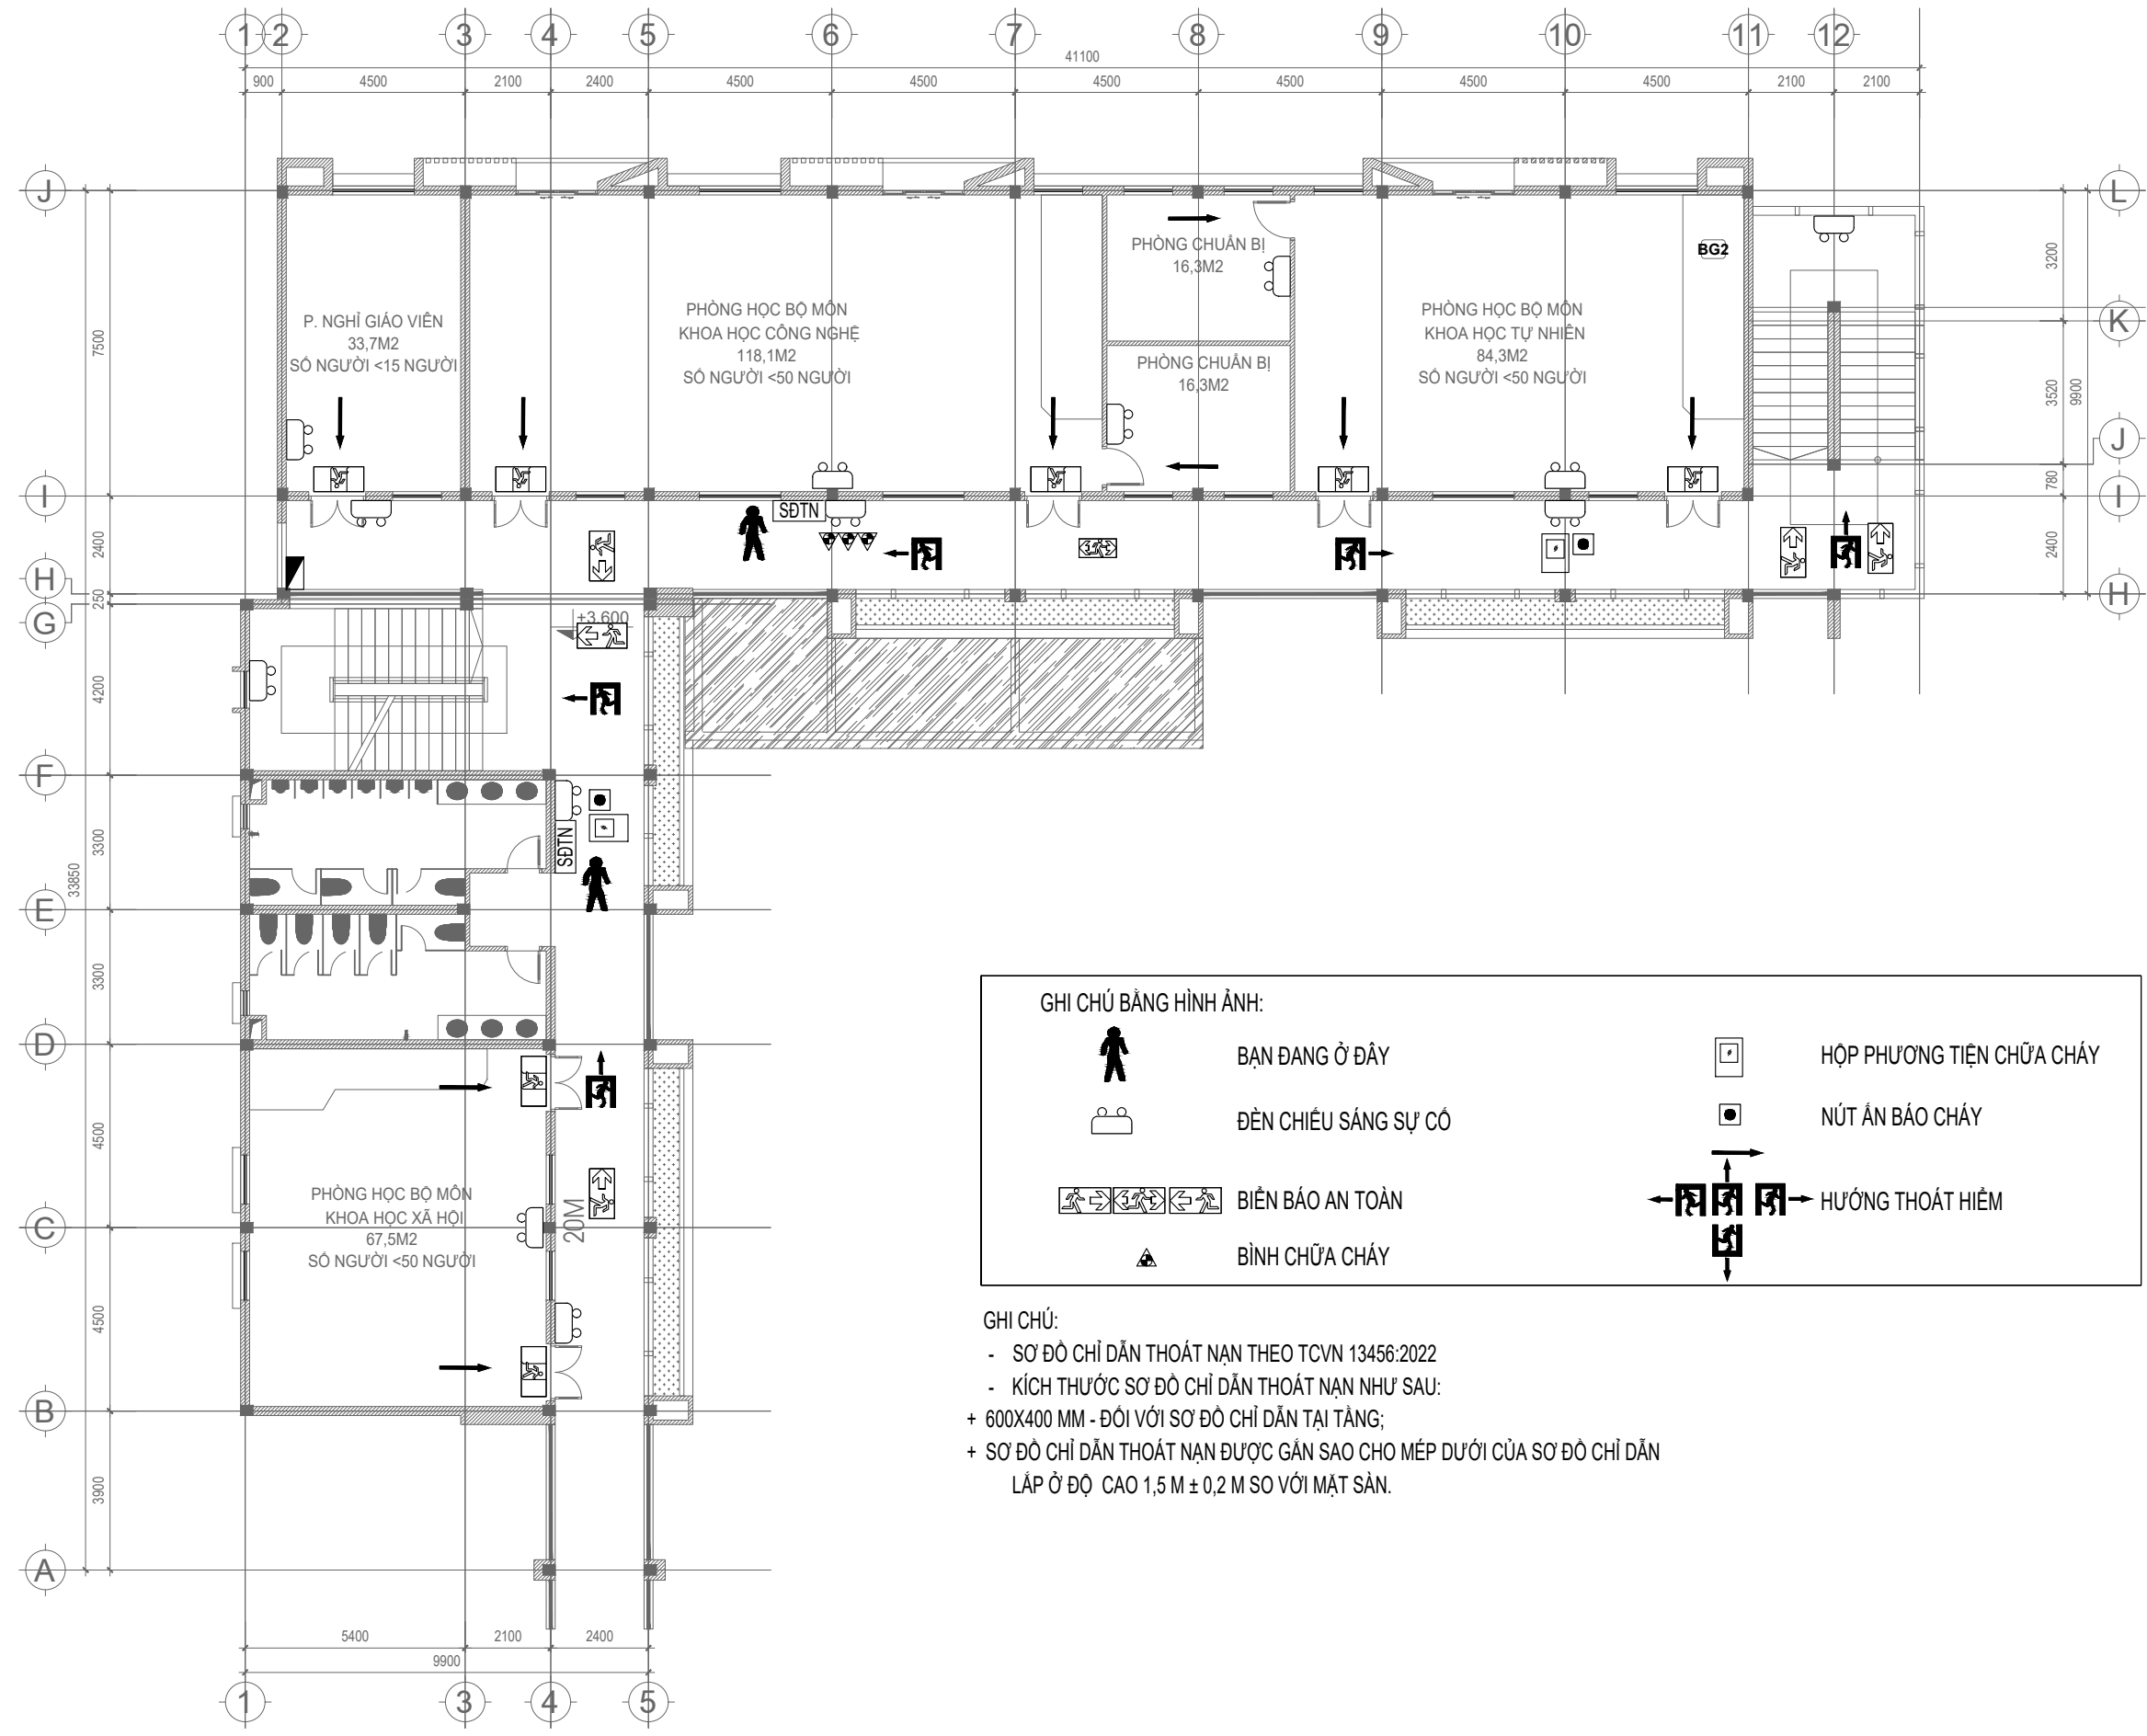 1 2 3 4 5 6 7 8 9 10 11 12
41100
900 4500 2100 2400 4500 4500 4500 4500 4500 4500 2100 2100
J
I
H
G
F
E
D
C
B
A
7500
2400
250
4200
3300
3300
4500
4500
3900
33850
L
K
J
I
H
3200
3520
780
2400
9900
P. NGHỈ GIÁO VIÊN
33,7M2
SỐ NGƯỜI <15 NGƯỜI
PHÒNG HỌC BỘ MÔN
KHOA HỌC CÔNG NGHỆ
118,1M2
SỐ NGƯỜI <50 NGƯỜI
PHÒNG CHUẨN BỊ
16,3M2
PHÒNG CHUẨN BỊ
16,3M2
PHÒNG HỌC BỘ MÔN
KHOA HỌC TỰ NHIÊN
84,3M2
SỐ NGƯỜI <50 NGƯỜI
BG2
SĐTN
+3.600
SĐTN
PHÒNG HỌC BỘ MÔN
KHOA HỌC XÃ HỘI
67,5M2
SỐ NGƯỜI <50 NGƯỜI
20M
5400 2100 2400
9900
1 3 4 5
GHI CHÚ BẰNG HÌNH ẢNH:
BẠN ĐANG Ở ĐÂY
HỘP PHƯƠNG TIỆN CHỮA CHÁY
ĐÈN CHIẾU SÁNG SỰ CỐ
NÚT ẤN BÁO CHÁY
BIỂN BÁO AN TOÀN
HƯỚNG THOÁT HIỂM
BÌNH CHỮA CHÁY
GHI CHÚ:
- SƠ ĐỒ CHỈ DẪN THOÁT NẠN THEO TCVN 13456:2022
- KÍCH THƯỚC SƠ ĐỒ CHỈ DẪN THOÁT NẠN NHƯ SAU:
+ 600X400 MM - ĐỐI VỚI SƠ ĐỒ CHỈ DẪN TẠI TẦNG;
+ SƠ ĐỒ CHỈ DẪN THOÁT NẠN ĐƯỢC GẮN SAO CHO MÉP DƯỚI CỦA SƠ ĐỒ CHỈ DẪN
LẮP Ở ĐỘ CAO 1,5 M ± 0,2 M SO VỚI MẶT SÀN.